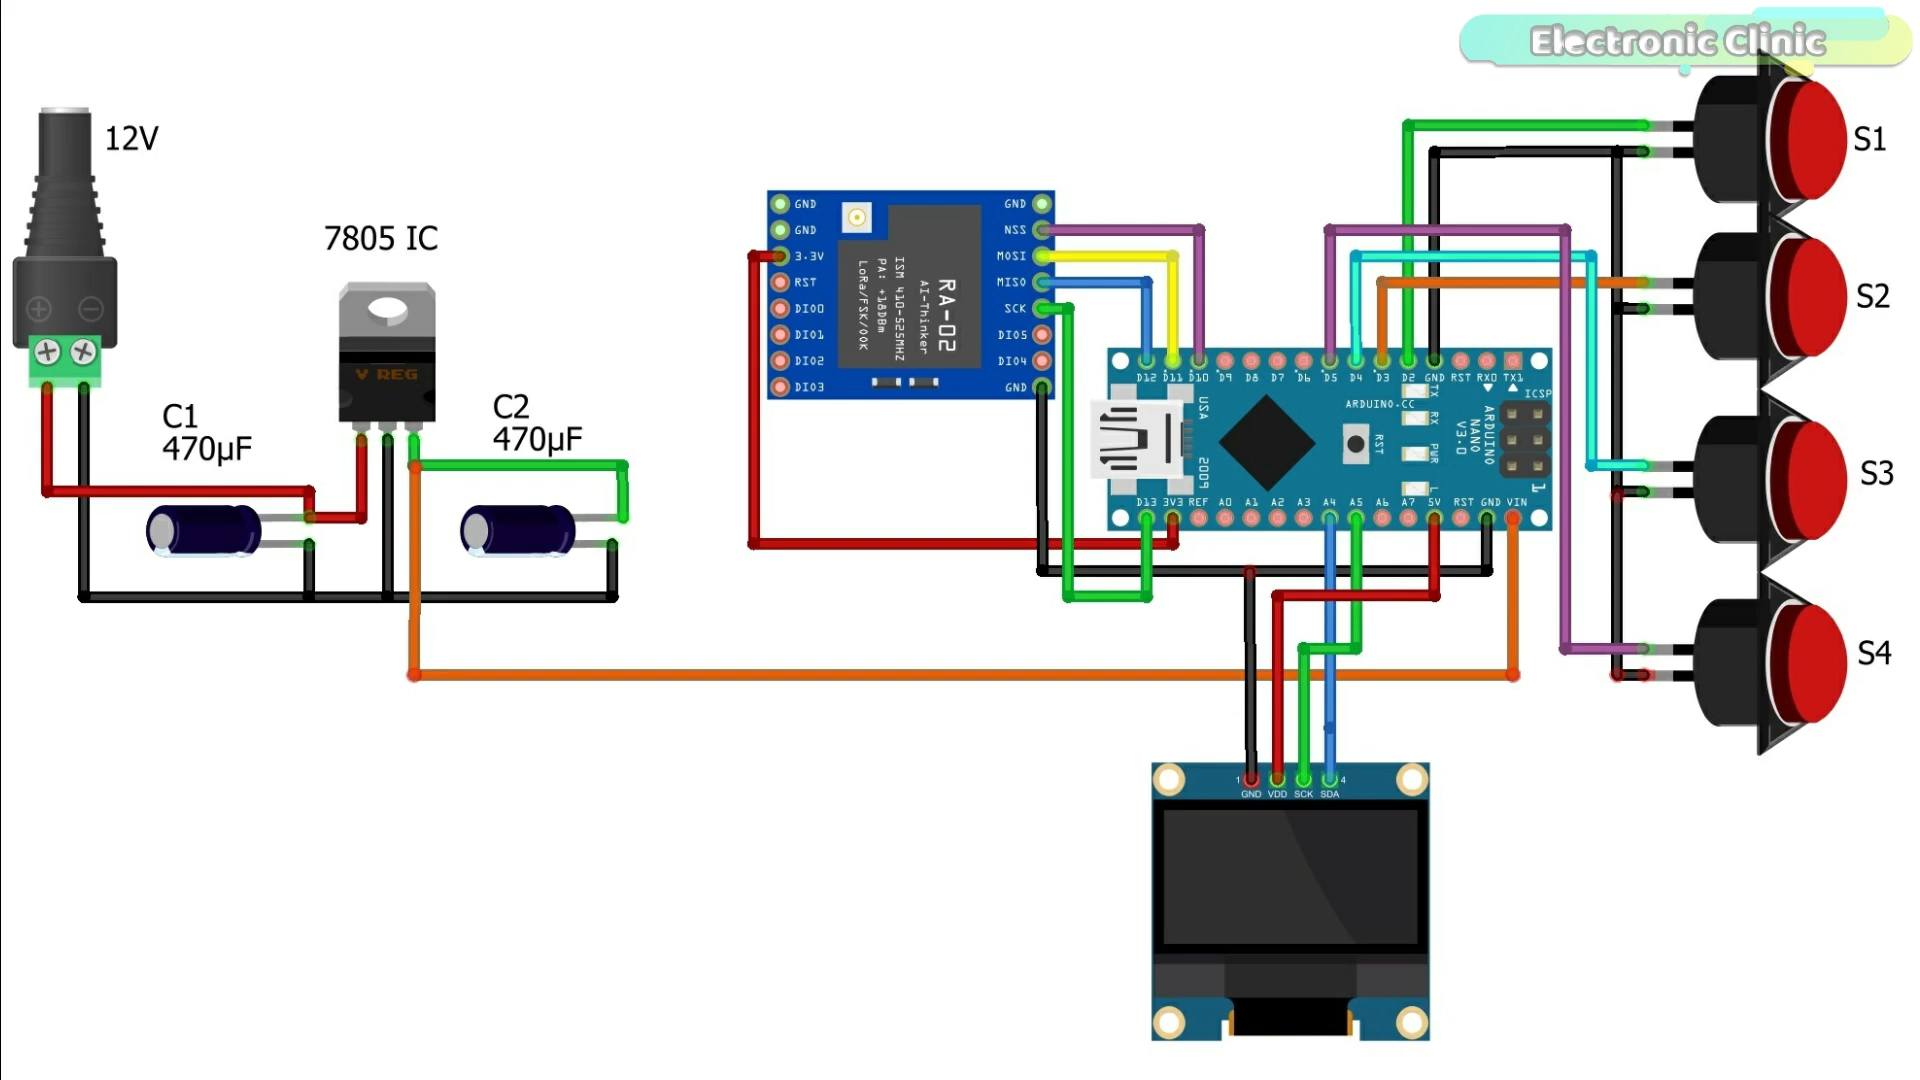 Electronic Clinic
12V
7805 IC
V REG
C1
470µF
C2
470µF
GND
GND
3.3V
RST
DIO0
DIO1
DIO2
DIO3
RA-02
AI-Thinker
ISM 410-525MHZ
PA: +18DBm
LoRa/FSK/OOK
GND
NSS
MOSI
MISO
SCK
DIO5
DIO4
GND
D12 D11 D10 D9 D8 D7 D6 D5 D4 D3 D2 GND RST RX0 TX1
USA
2009
ARDUINO.CC
RST
TX
RX
PWR
L
ARDUINO
NANO
V3.0
ICSP
1
D13 3V3 REF A0 A1 A2 A3 A4 A5 A6 A7 5V RST GND VIN
S1
S2
S3
S4
1 4
GND VDD SCK SDA